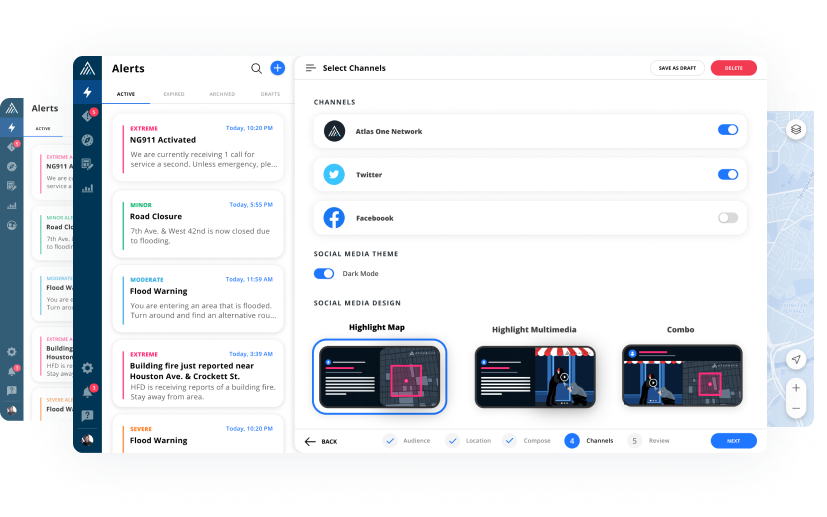 Alerts
ACTIVE
EXTREME A
NG911 A
We are c
service a
MINOR ALE
Road Clo
7th Ave.
to floodin
MODERATE
Flood W
You are e
Turn arou
EXTREME A
Building
Houston
HFD is re
Stay away
SEVERE ALE
Flood Wa
Alerts
ACTIVE
EXPIRED
ARCHIVED
DRAFTS
EXTREME
Today, 10:20 PM
NG911 Activated
We are currently receiving 1 call for
service a second. Unless emergency, ple...
MINOR
Today, 5:55 PM
Road Closure
7th Ave. & West 42nd is now closed due
to flooding.
MODERATE
Today, 11:59 AM
Flood Warning
You are entering an area that is flooded.
Turn around and find an alternative rou...
EXTREME
Today, 3:39 AM
Building fire just reported near
Houston Ave. & Crockett St.
HFD is receiving reports of a building fire.
Stay away from area.
SEVERE
Today, 10:20 PM
Flood Warning
5
3
Select Channels
SAVE AS DRAFT
DELETE
CHANNELS
Atlas One Network
Twitter
Faceboook
SOCIAL MEDIA THEME
Dark Mode
SOCIAL MEDIA DESIGN
Highlight Map
Highlight Multimedia
Combo
BACK
Audience
Location
Compose
4 Channels
5 Review
NEXT